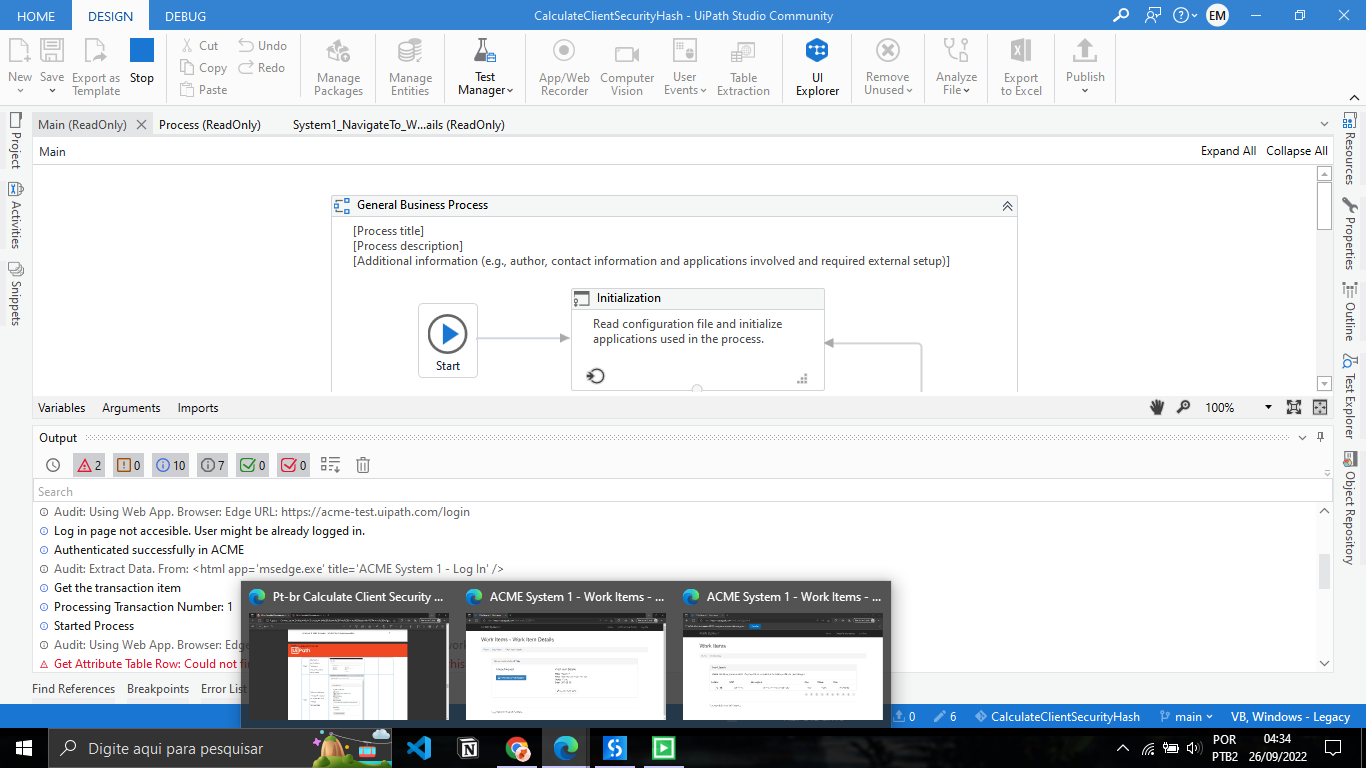 HOME DESIGN DEBUG CalculateClientSecurityHash - UiPath Studio Community EM
New Save Export as Template Stop Cut Copy Paste Undo Redo Manage Packages Manage Entities Test Manager App/Web Recorder Computer Vision User Events Table Extraction UI Explorer Remove Unused Analyze File Export to Excel Publish
Main (ReadOnly) Process (ReadOnly) System1_NavigateTo_W...ails (ReadOnly)
Main Expand All Collapse All
Project
Activities
Snippets
Resources
Properties
Outline
Test Explorer
Object Repository
General Business Process
[Process title]
[Process description]
[Additional information (e.g., author, contact information and applications involved and required external setup)]
Start
Initialization
Read configuration file and initialize
applications used in the process.
Variables Arguments Imports 100%
Output
2 0 10 7 0 0
Search
Audit: Using Web App. Browser: Edge URL: https://acme-test.uipath.com/login
Log in page not accesible. User might be already logged in.
Authenticated successfully in ACME
Audit: Extract Data. From: <html app='msedge.exe' title='ACME System 1 - Log In' />
Get the transaction item
Processing Transaction Number: 1
Started Process
Audit: Using Web App. Browser: Edg
Get Attribute Table Row: Could not fi
Find References Breakpoints Error List
Pt-br Calculate Client Security ... ACME System 1 - Work Items - ... ACME System 1 - Work Items - ...
UiPath
Work Items - Work Item Details
Work Items
0 6 CalculateClientSecurityHash main VB, Windows - Legacy
Digite aqui para pesquisar
POR
PTB2
04:34
26/09/2022